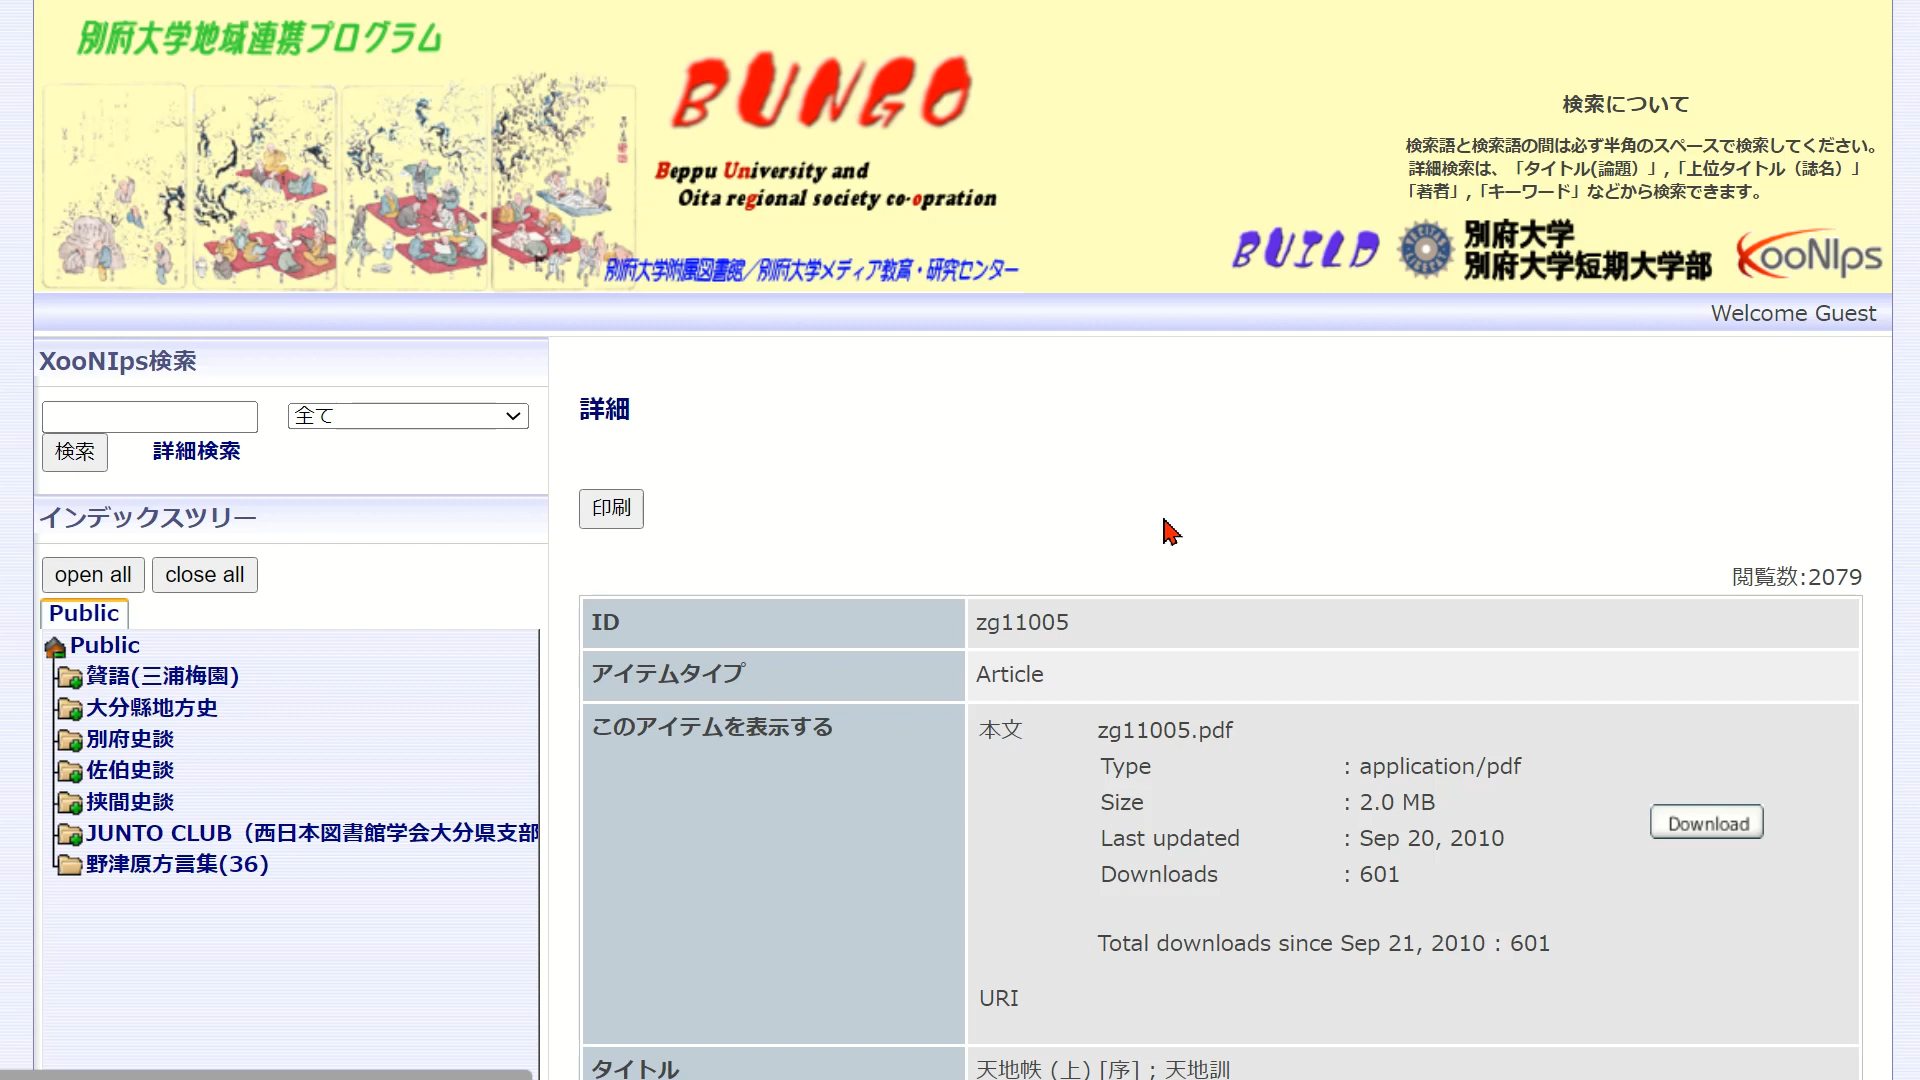 別府大学地域連携プログラム
BUNGO
Beppu University and
Oita regional society co-opration
別府大学附属図書館／別府大学メディア教育・研究センター
検索について
検索語と検索語の間は必ず半角のスペースで検索してください。
詳細検索は、「タイトル(論題）」,「上位タイトル（誌名）」
「著者」,「キーワード」などから検索できます。
BUILD
別府大学
別府大学短期大学部
XooNIps
Welcome Guest
XooNIps検索
全て
検索
詳細検索
インデックスツリー
open all
close all
Public
Public
贅語(三浦梅園)
大分縣地方史
別府史談
佐伯史談
挟間史談
JUNTO CLUB（西日本図書館学会大分県支部
野津原方言集(36)
詳細
印刷
閲覧数:2079
ID
zg11005
アイテムタイプ
Article
このアイテムを表示する
本文
zg11005.pdf
Type : application/pdf
Size : 2.0 MB
Last updated : Sep 20, 2010
Downloads : 601
Download
Total downloads since Sep 21, 2010 : 601
URI
タイトル
天地帙 (上) [序] ; 天地訓